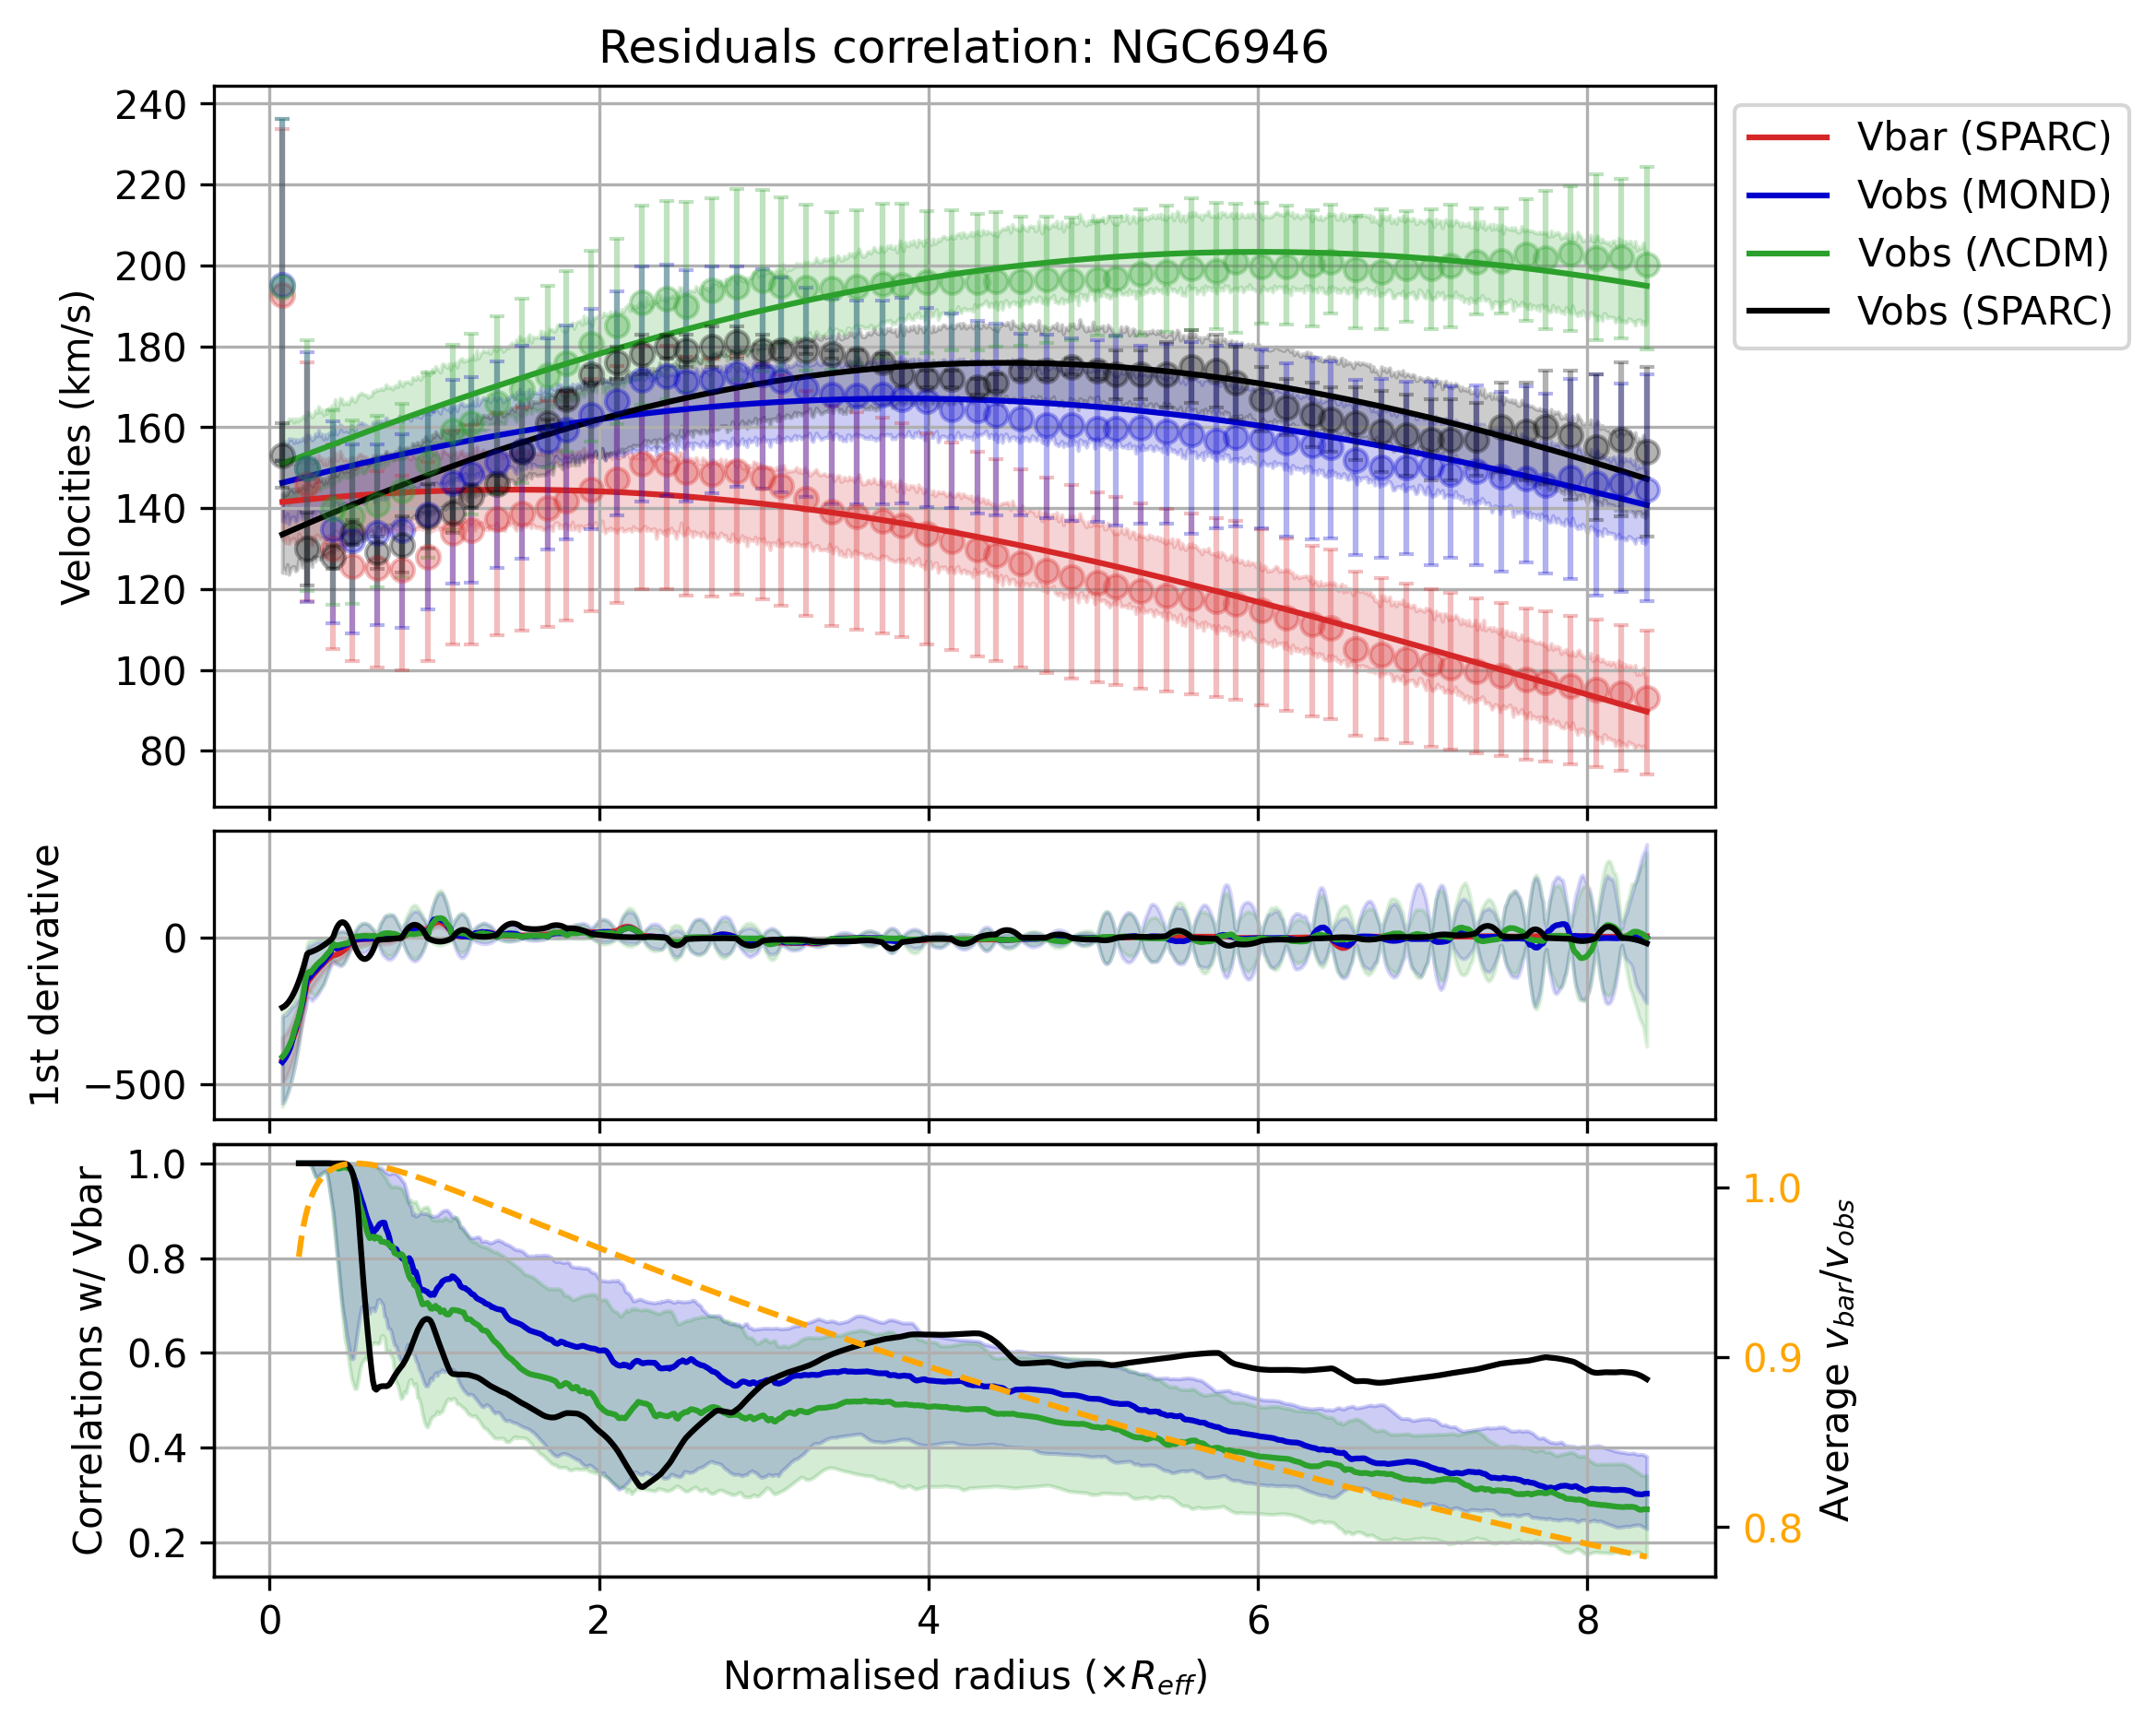 Residuals correlation: NGC6946
240
220
200
180
160
140
120
100
80
Velocities (km/s)
Vbar (SPARC)
Vobs (MOND)
Vobs (ΛCDM)
Vobs (SPARC)
0
−500
1st derivative
1.0
0.8
0.6
0.4
0.2
Correlations w/ Vbar
1.0
0.9
0.8
Average v_bar/v_obs
0 2 4 6 8
Normalised radius (×R_eff)